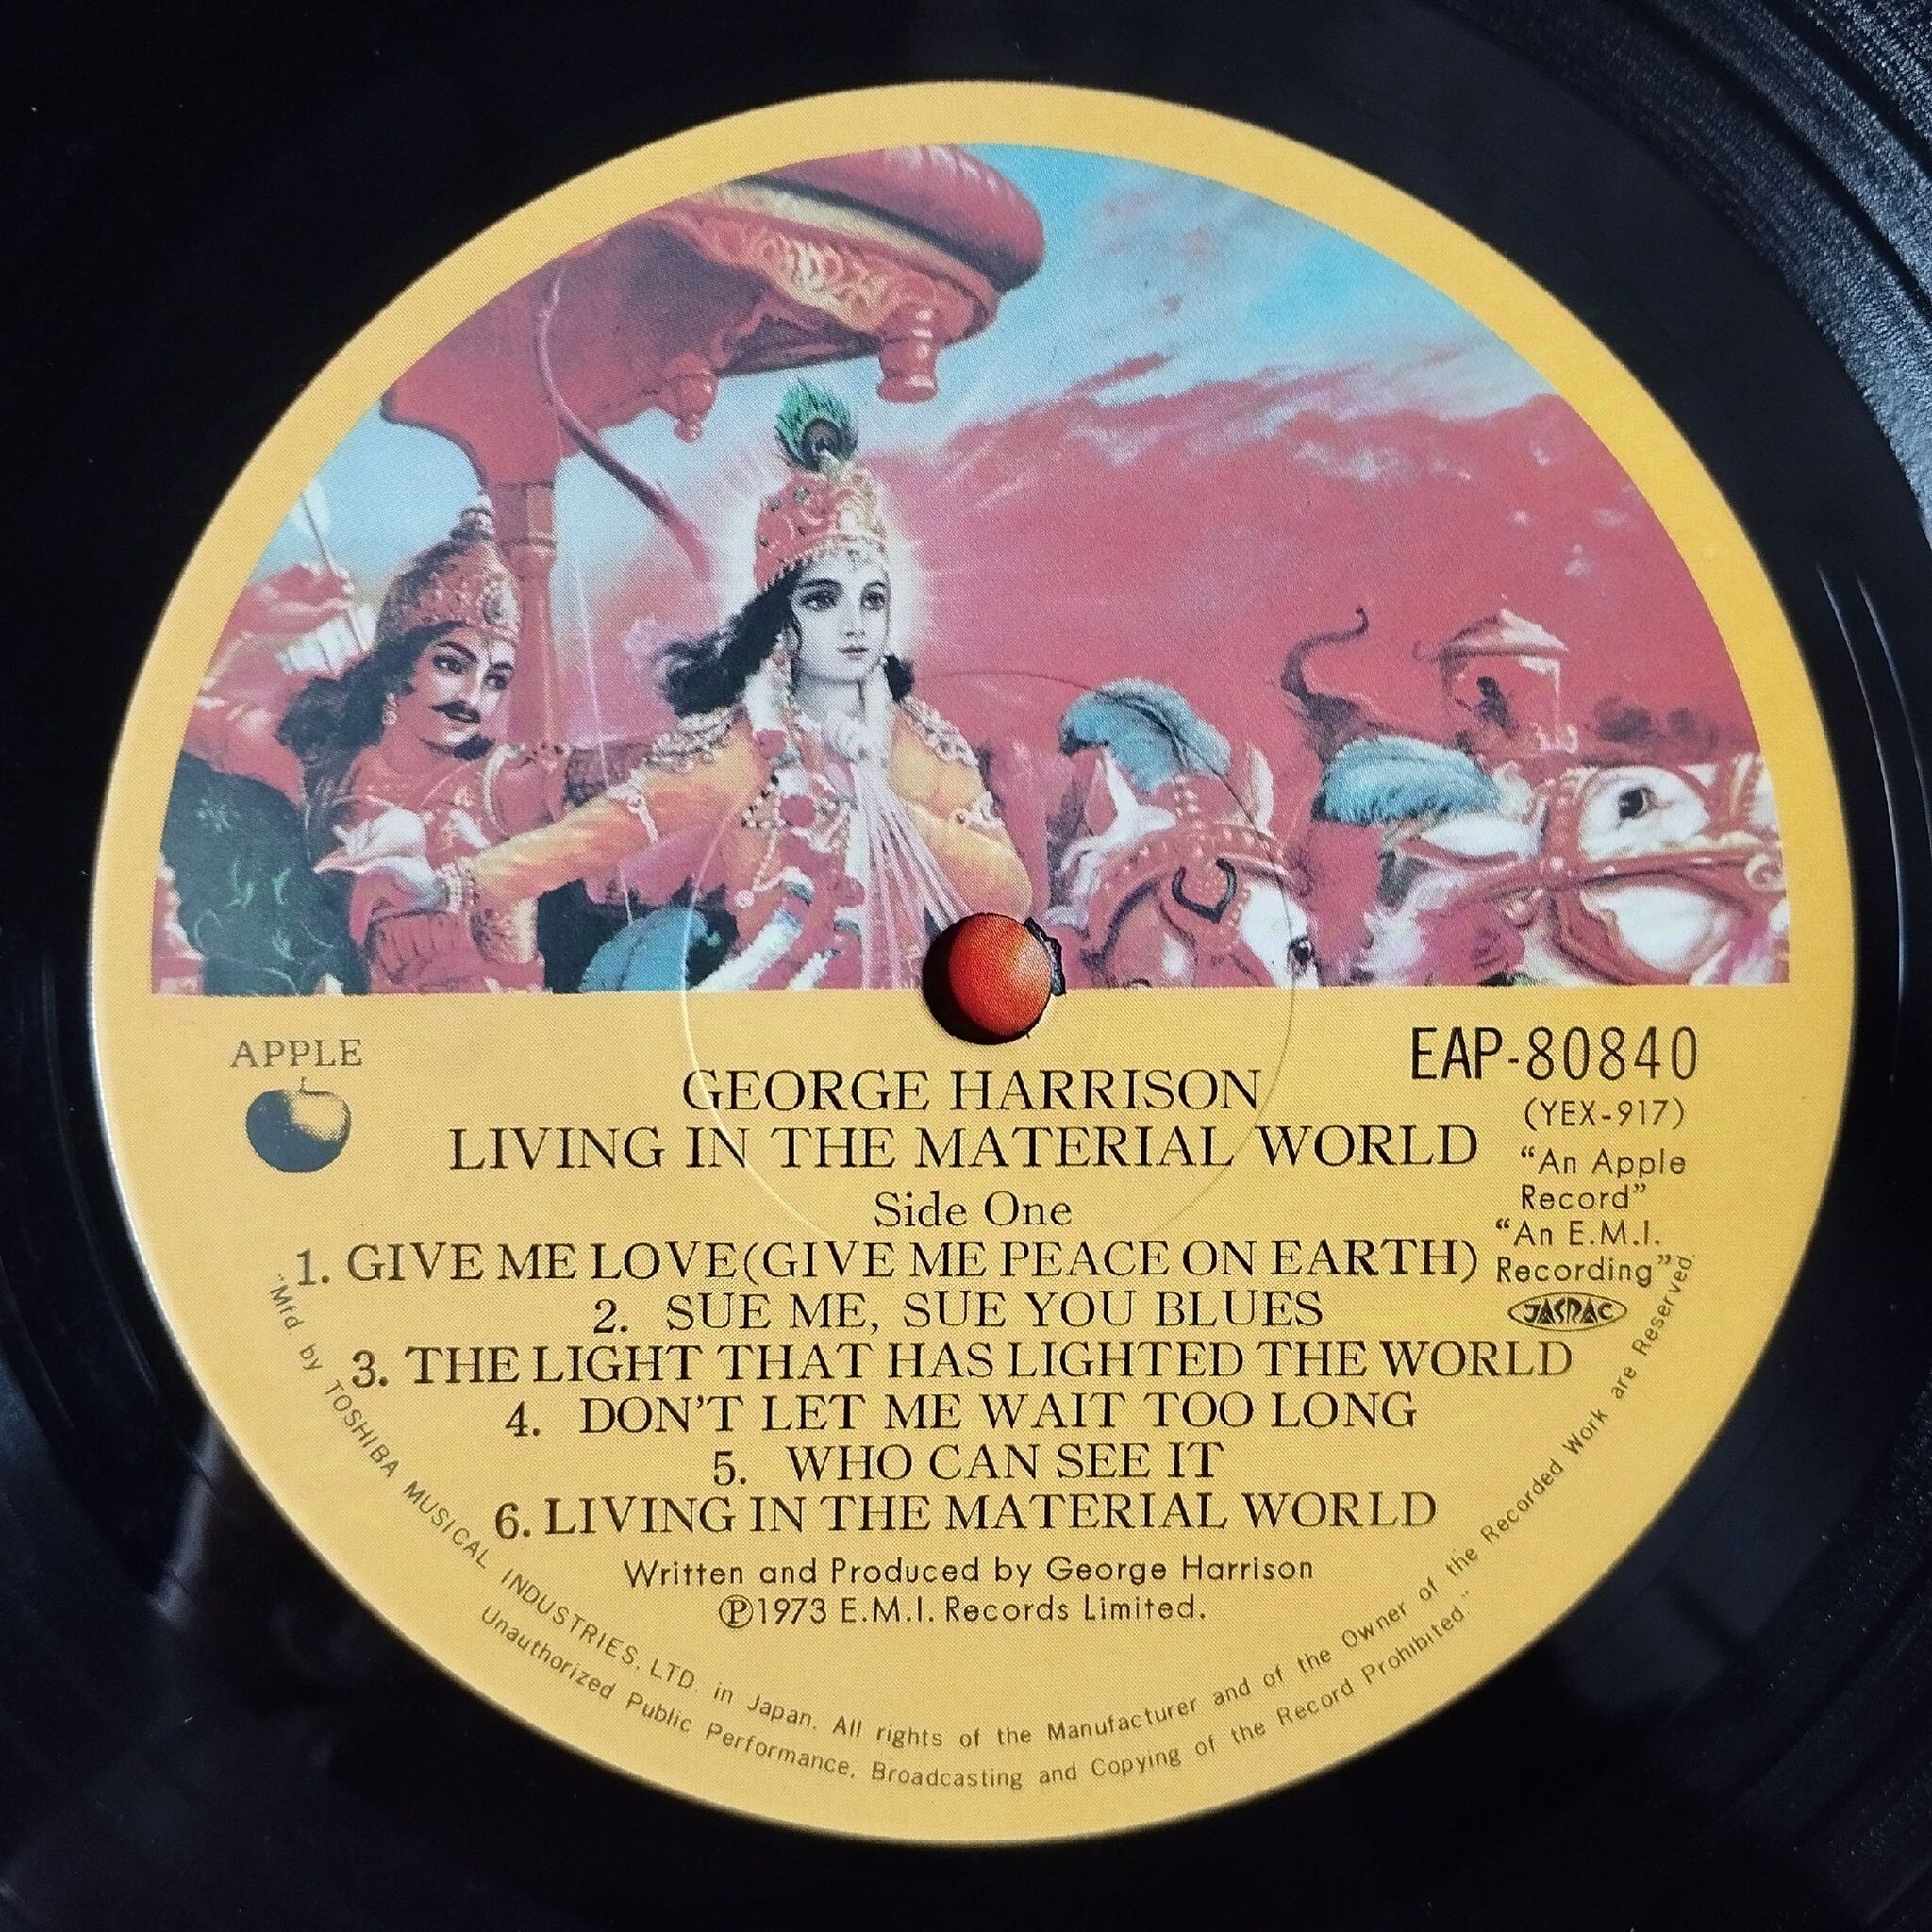 APPLE
EAP-80840
(YEX-917)
GEORGE HARRISON
LIVING IN THE MATERIAL WORLD
"An Apple
Record"
"An E.M.I.
Recording"
JASRAC
Side One
1. GIVE ME LOVE(GIVE ME PEACE ON EARTH)
2. SUE ME, SUE YOU BLUES
3. THE LIGHT THAT HAS LIGHTED THE WORLD
4. DON'T LET ME WAIT TOO LONG
5. WHO CAN SEE IT
6. LIVING IN THE MATERIAL WORLD
Written and Produced by George Harrison
℗1973 E.M.I. Records Limited.
"Mfd. by TOSHIBA MUSICAL INDUSTRIES, LTD. in Japan. All rights of the Manufacturer and of the Owner of the Recorded Work are Reserved.
Unauthorized Public Performance, Broadcasting and Copying of the Record Prohibited."